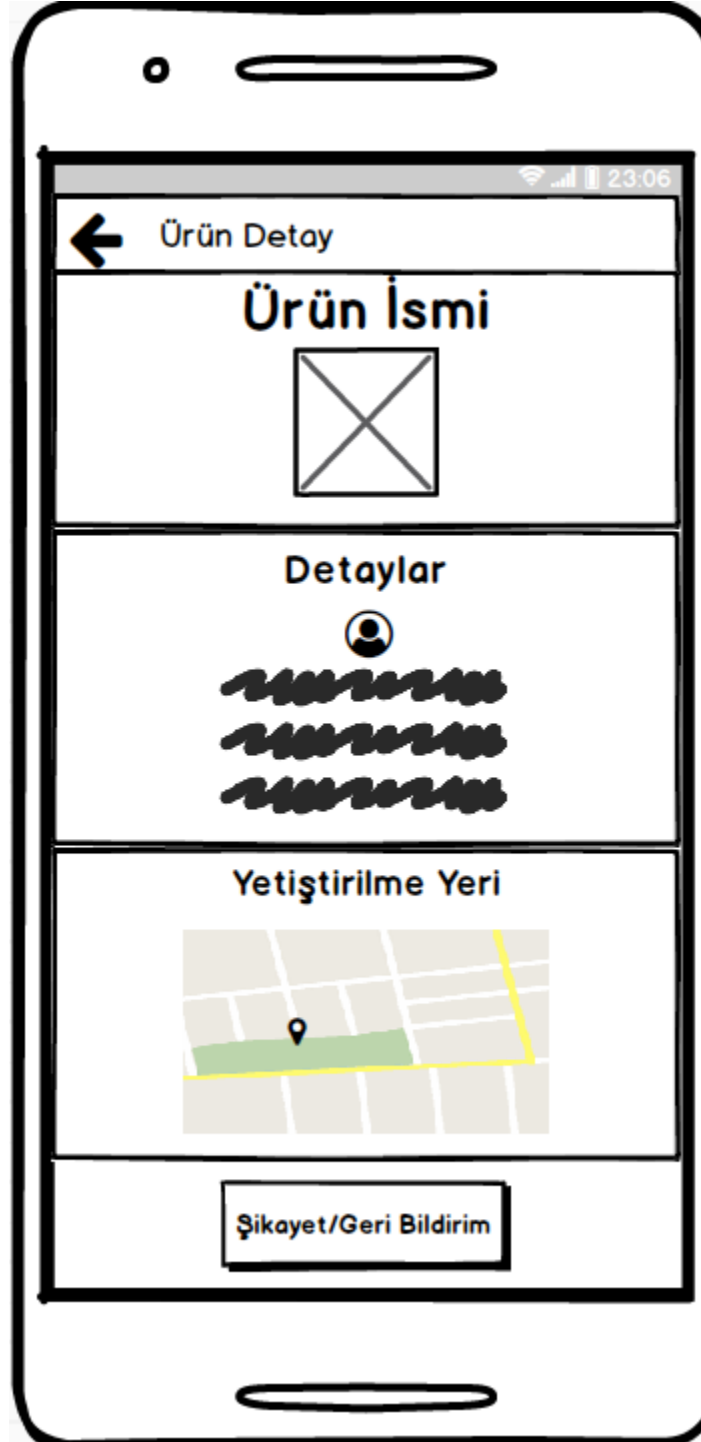 23:06
Ürün Detay
Ürün İsmi
Detaylar
Yetiştirilme Yeri
Şikayet/Geri Bildirim